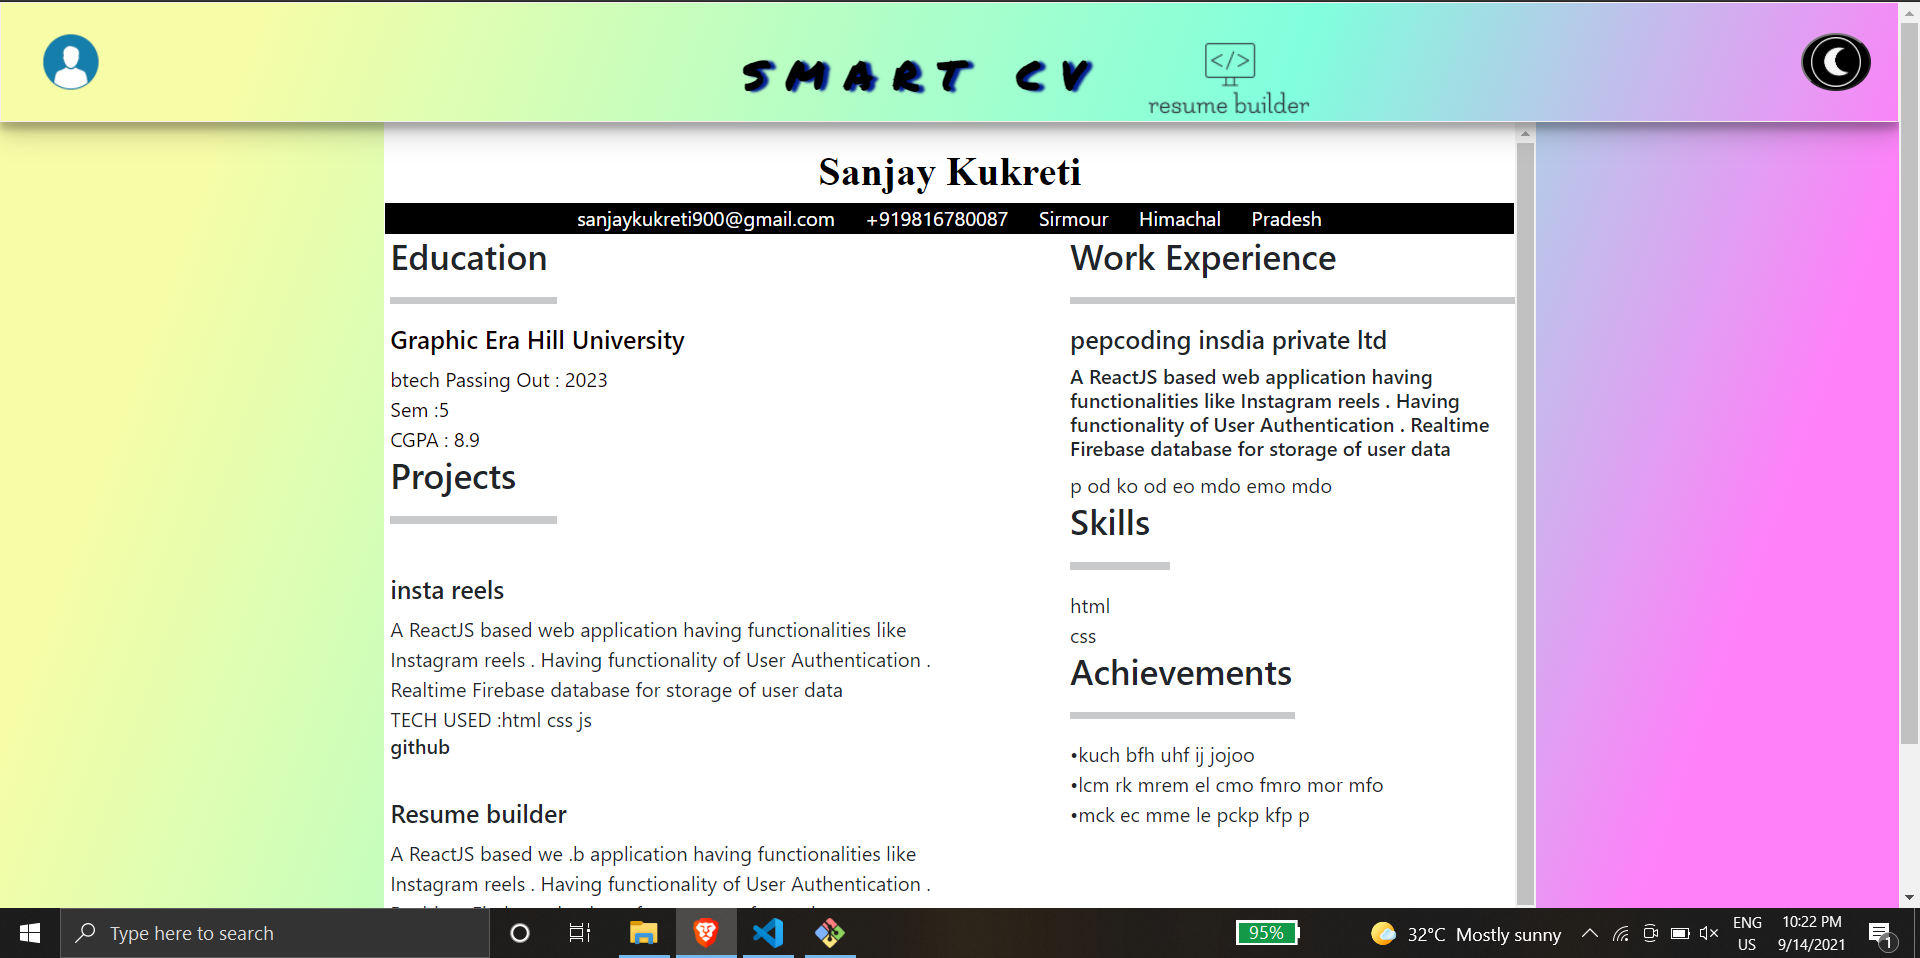 SMART CV
</>
resume builder
Sanjay Kukreti
sanjaykukreti900@gmail.com +919816780087 Sirmour Himachal Pradesh
Education
Graphic Era Hill University
btech Passing Out : 2023
Sem :5
CGPA : 8.9
Projects
insta reels
A ReactJS based web application having functionalities like
Instagram reels . Having functionality of User Authentication .
Realtime Firebase database for storage of user data
TECH USED :html css js
github
Resume builder
A ReactJS based we .b application having functionalities like
Instagram reels . Having functionality of User Authentication .
Work Experience
pepcoding insdia private ltd
A ReactJS based web application having
functionalities like Instagram reels . Having
functionality of User Authentication . Realtime
Firebase database for storage of user data
p od ko od eo mdo emo mdo
Skills
html
css
Achievements
•kuch bfh uhf ij jojoo
•lcm rk mrem el cmo fmro mor mfo
•mck ec mme le pckp kfp p
Type here to search
95%
32°C Mostly sunny
ENG
US
10:22 PM
9/14/2021
1